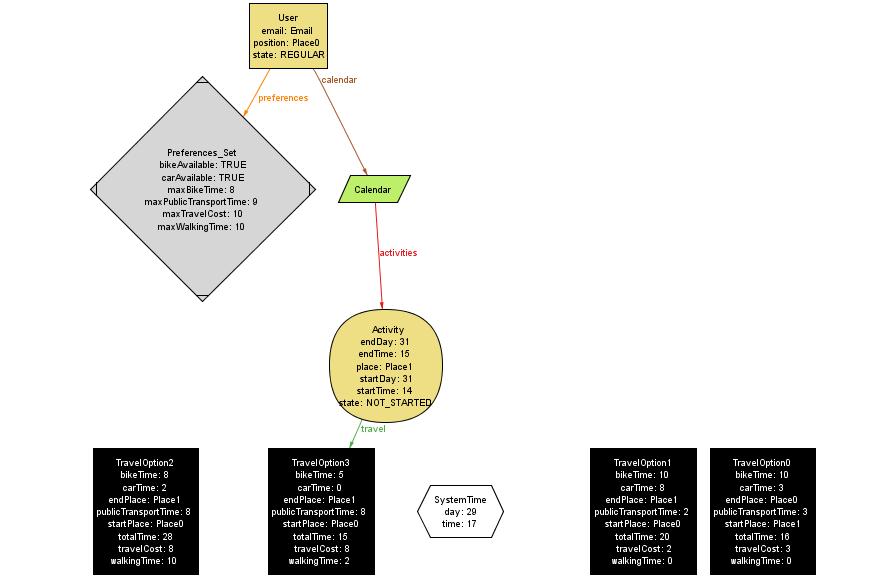 User
email: Email
position: Place0
state: REGULAR
calendar
preferences
Preferences_Set
bikeAvailable: TRUE
carAvailable: TRUE
maxBikeTime: 8
maxPublicTransportTime: 9
maxTravelCost: 10
maxWalkingTime: 10
Calendar
activities
Activity
endDay: 31
endTime: 15
place: Place1
startDay: 31
startTime: 14
state: NOT_STARTED
travel
TravelOption2
bikeTime: 8
carTime: 2
endPlace: Place1
publicTransportTime: 8
startPlace: Place0
totalTime: 28
travelCost: 8
walkingTime: 10
TravelOption3
bikeTime: 5
carTime: 0
endPlace: Place1
publicTransportTime: 8
startPlace: Place0
totalTime: 15
travelCost: 8
walkingTime: 2
SystemTime
day: 29
time: 17
TravelOption1
bikeTime: 10
carTime: 8
endPlace: Place1
publicTransportTime: 2
startPlace: Place0
totalTime: 20
travelCost: 2
walkingTime: 0
TravelOption0
bikeTime: 10
carTime: 3
endPlace: Place0
publicTransportTime: 3
startPlace: Place1
totalTime: 16
travelCost: 3
walkingTime: 0